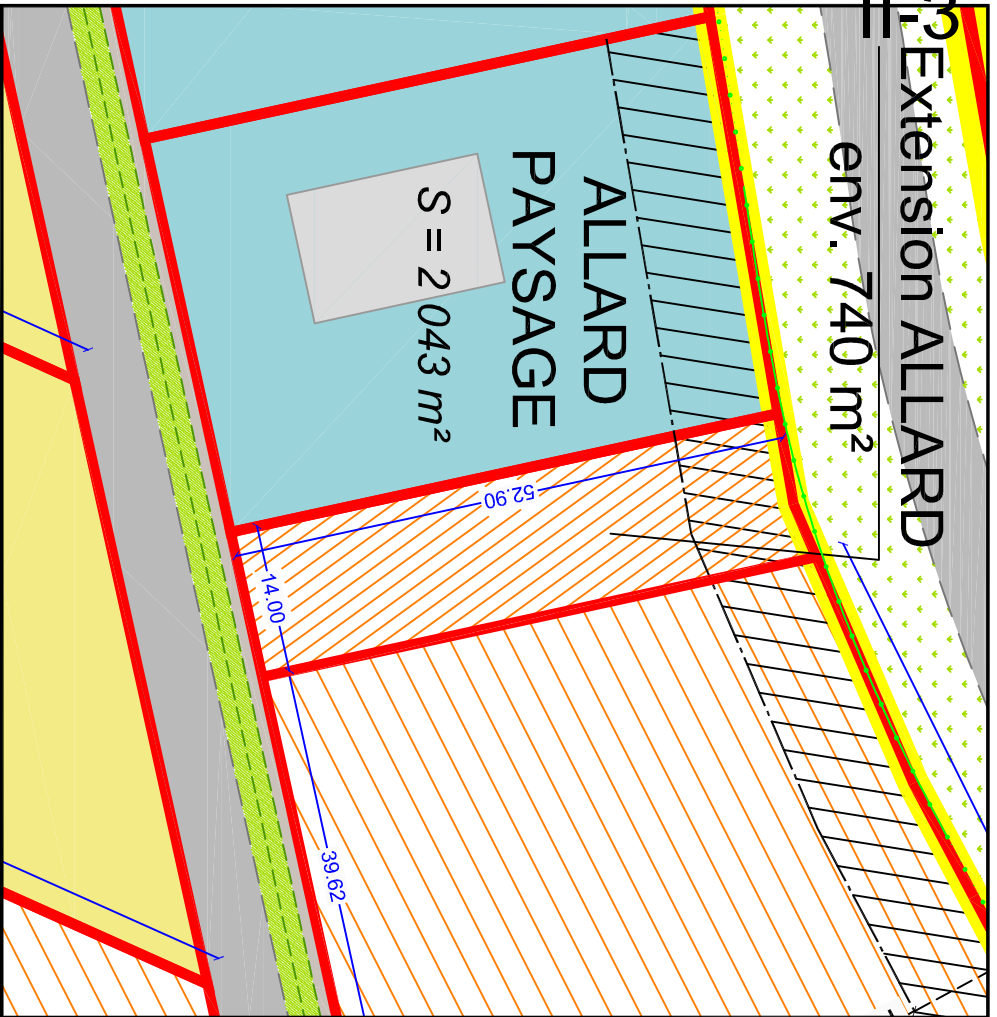 Extension ALLARD
env. 740 m²
ALLARD
PAYSAGE
S = 2 043 m²
52.90
14.00
39.62